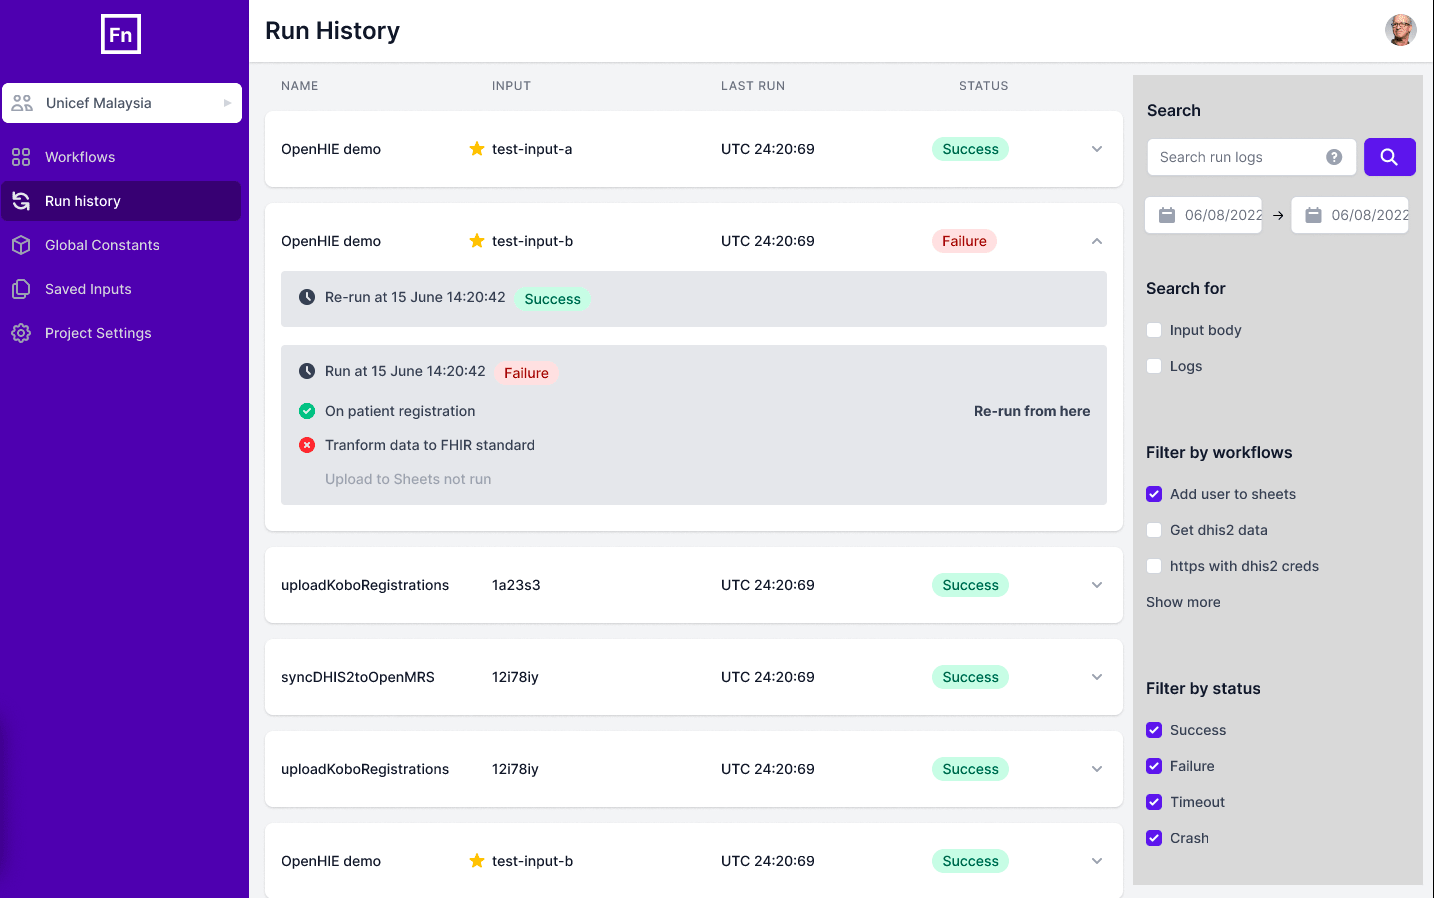 Fn
Unicef Malaysia
Workflows
Run history
Global Constants
Saved Inputs
Project Settings
Run History
NAME INPUT LAST RUN STATUS
OpenHIE demo test-input-a UTC 24:20:69 Success
OpenHIE demo test-input-b UTC 24:20:69 Failure
Re-run at 15 June 14:20:42 Success
Run at 15 June 14:20:42 Failure
On patient registration Re-run from here
Tranform data to FHIR standard
Upload to Sheets not run
uploadKoboRegistrations 1a23s3 UTC 24:20:69 Success
syncDHIS2toOpenMRS 12i78iy UTC 24:20:69 Success
uploadKoboRegistrations 12i78iy UTC 24:20:69 Success
OpenHIE demo test-input-b UTC 24:20:69 Success
Search
Search run logs ?
06/08/2022 → 06/08/2022
Search for
Input body
Logs
Filter by workflows
Add user to sheets
Get dhis2 data
https with dhis2 creds
Show more
Filter by status
Success
Failure
Timeout
Crash